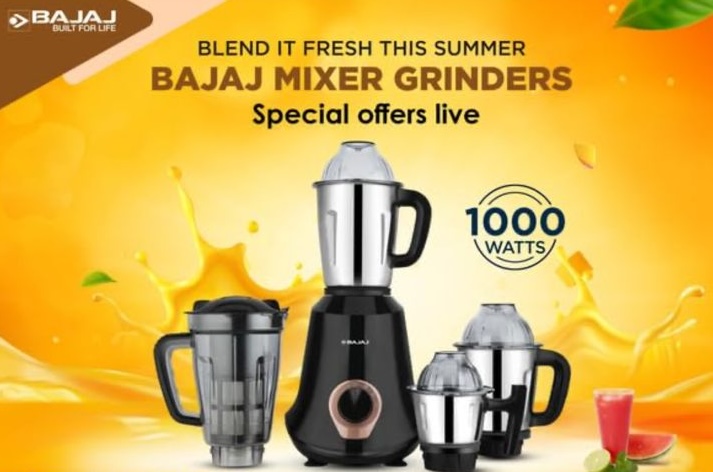 BAJAJ
BUILT FOR LIFE
BLEND IT FRESH THIS SUMMER
BAJAJ MIXER GRINDERS
Special offers live
1000
WATTS
BAJAJ